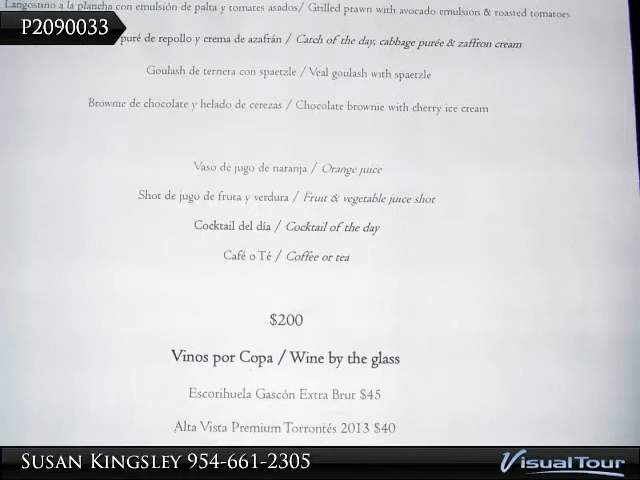 Langostino a la plancha con emulsión de palta y tomates asados/ Grilled prawn with avocado emulsion & roasted tomatoes
P2090033
puré de repollo y crema de azafrán / Catch of the day, cabbage purée & zaffron cream
Goulash de ternera con spaetzle / Veal goulash with spaetzle
Brownie de chocolate y helado de cerezas / Chocolate brownie with cherry ice cream
Vaso de jugo de naranja / Orange juice
Shot de jugo de fruta y verdura / Fruit & vegetable juice shot
Cocktail del día / Cocktail of the day
Café o Té / Coffee or tea
$200
Vinos por Copa / Wine by the glass
Escorihuela Gascón Extra Brut $45
Alta Vista Premium Torrontés 2013 $40
Susan Kingsley 954-661-2305
VisualTour